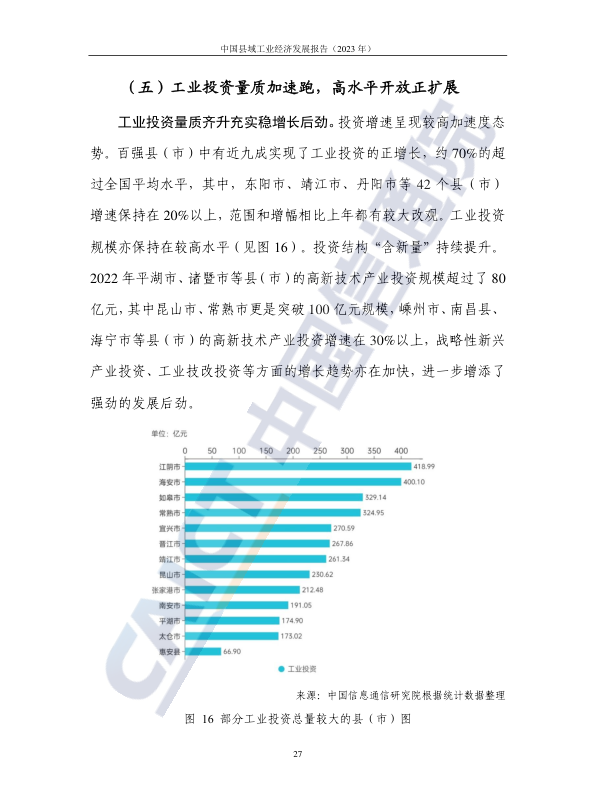 中国县域工业经济发展报告（2023 年）
（五）工业投资量质加速跑，高水平开放正扩展
工业投资量质齐升充实稳增长后劲。投资增速呈现较高加速度态
势。百强县（市）中有近九成实现了工业投资的正增长，约 70%的超
过全国平均水平，其中，东阳市、靖江市、丹阳市等 42 个县（市）
增速保持在 20%以上，范围和增幅相比上年都有较大改观。工业投资
规模亦保持在较高水平（见图 16）。投资结构“含新量”持续提升。
2022 年平湖市、诸暨市等县（市）的高新技术产业投资规模超过了 80
亿元，其中昆山市、常熟市更是突破 100 亿元规模，嵊州市、南昌县、
海宁市等县（市）的高新技术产业投资增速在 30%以上，战略性新兴
产业投资、工业技改投资等方面的增长趋势亦在加快，进一步增添了
强劲的发展后劲。
单位：亿元
0 50 100 150 200 250 300 350 400
江阴市 418.99
海安市 400.10
如皋市 329.14
常熟市 324.95
宜兴市 270.59
晋江市 267.86
靖江市 261.34
昆山市 230.62
张家港市 212.48
南安市 191.05
平湖市 174.90
太仓市 173.02
惠安县 66.90
工业投资
来源：中国信息通信研究院根据统计数据整理
图 16 部分工业投资总量较大的县（市）图
27
CAICT 中国信通院